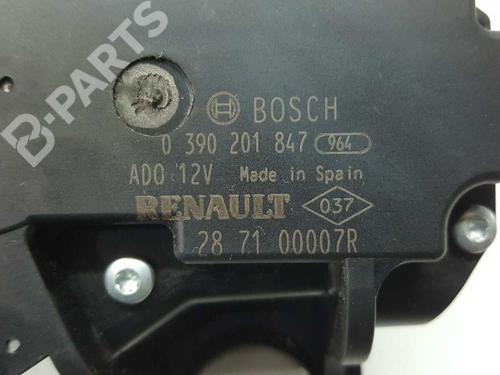 B-PARTS
BOSCH
0 390 201 847 964
ADO 12V Made in Spain
RENAULT 037
28 71 00007R